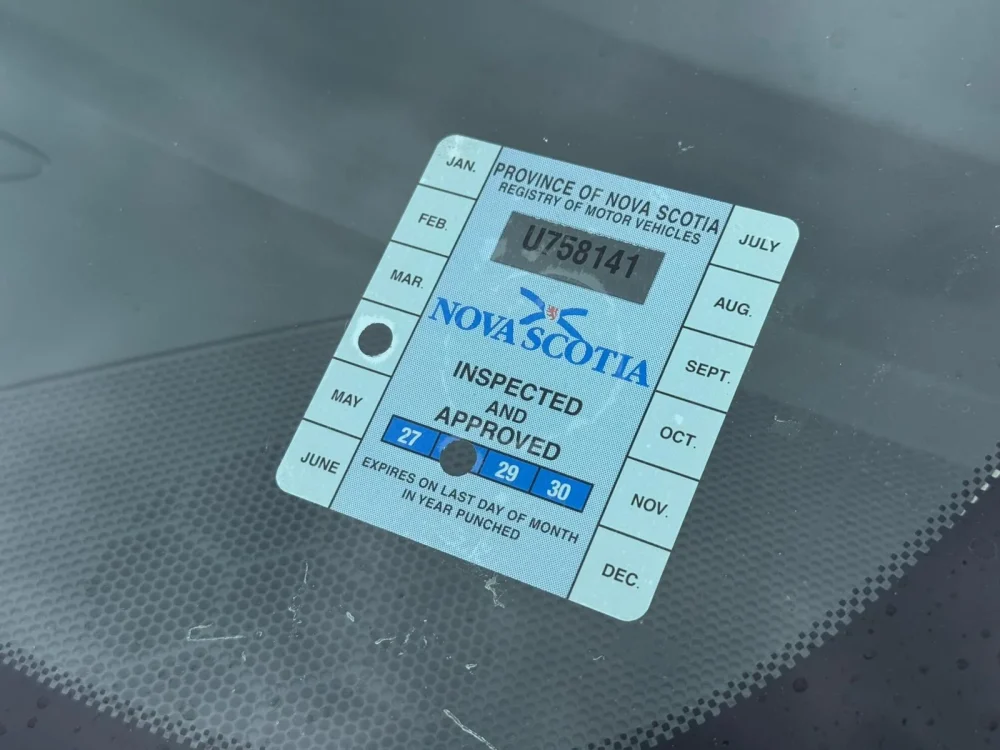 JAN.
FEB.
MAR.
MAY
JUNE
PROVINCE OF NOVA SCOTIA
REGISTRY OF MOTOR VEHICLES
U758141
NOVA SCOTIA
INSPECTED
AND
APPROVED
27 29 30
EXPIRES ON LAST DAY OF MONTH
IN YEAR PUNCHED
JULY
AUG.
SEPT.
OCT.
NOV.
DEC.